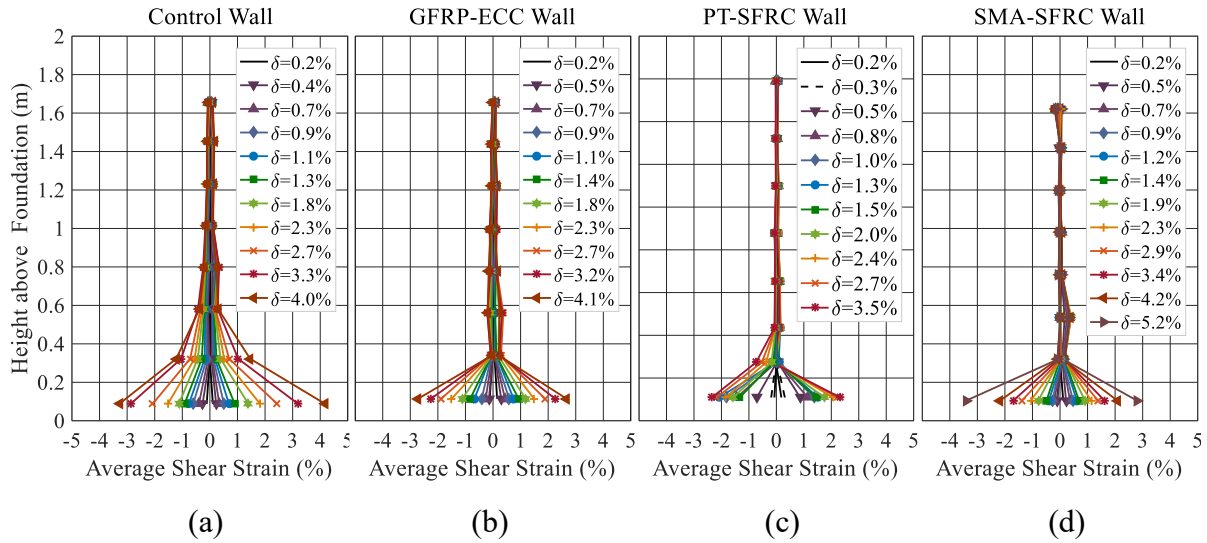 Control Wall
GFRP-ECC Wall
PT-SFRC Wall
SMA-SFRC Wall
Height above Foundation (m)
2
1.8
1.6
1.4
1.2
1
0.8
0.6
0.4
0.2
0
δ=0.2%
δ=0.4%
δ=0.7%
δ=0.9%
δ=1.1%
δ=1.3%
δ=1.8%
δ=2.3%
δ=2.7%
δ=3.3%
δ=4.0%
-5 -4 -3 -2 -1 0 1 2 3 4 5
Average Shear Strain (%)
(a)
δ=0.2%
δ=0.5%
δ=0.7%
δ=0.9%
δ=1.1%
δ=1.4%
δ=1.8%
δ=2.3%
δ=2.7%
δ=3.2%
δ=4.1%
-5 -4 -3 -2 -1 0 1 2 3 4 5
Average Shear Strain (%)
(b)
δ=0.2%
δ=0.3%
δ=0.5%
δ=0.8%
δ=1.0%
δ=1.3%
δ=1.5%
δ=2.0%
δ=2.4%
δ=2.7%
δ=3.5%
-5 -4 -3 -2 -1 0 1 2 3 4 5
Average Shear Strain (%)
(c)
δ=0.2%
δ=0.5%
δ=0.7%
δ=0.9%
δ=1.2%
δ=1.4%
δ=1.9%
δ=2.3%
δ=2.9%
δ=3.4%
δ=4.2%
δ=5.2%
-5 -4 -3 -2 -1 0 1 2 3 4 5
Average Shear Strain (%)
(d)